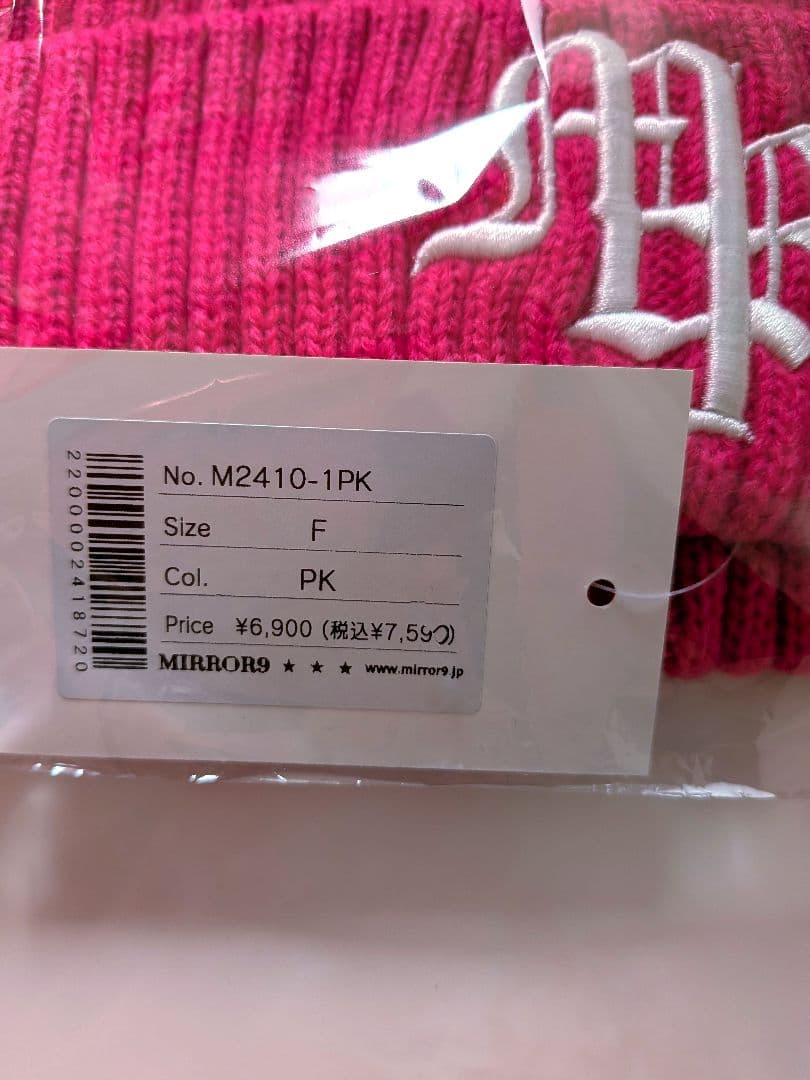 M
No. M2410-1PK
Size F
Col. PK
Price ¥6,900 (税込¥7,590)
MIRROR9 ★ ★ ★ www.mirror9.jp
2200002418720